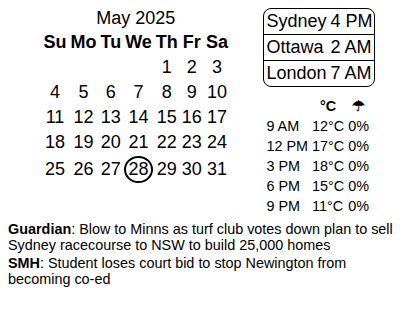 May 2025
Su Mo Tu We Th Fr Sa
1 2 3
4 5 6 7 8 9 10
11 12 13 14 15 16 17
18 19 20 21 22 23 24
25 26 27 28 29 30 31
Sydney 4 PM
Ottawa 2 AM
London 7 AM
°C ☂
9 AM 12°C 0%
12 PM 17°C 0%
3 PM 18°C 0%
6 PM 15°C 0%
9 PM 11°C 0%
Guardian: Blow to Minns as turf club votes down plan to sell
Sydney racecourse to NSW to build 25,000 homes
SMH: Student loses court bid to stop Newington from
becoming co-ed